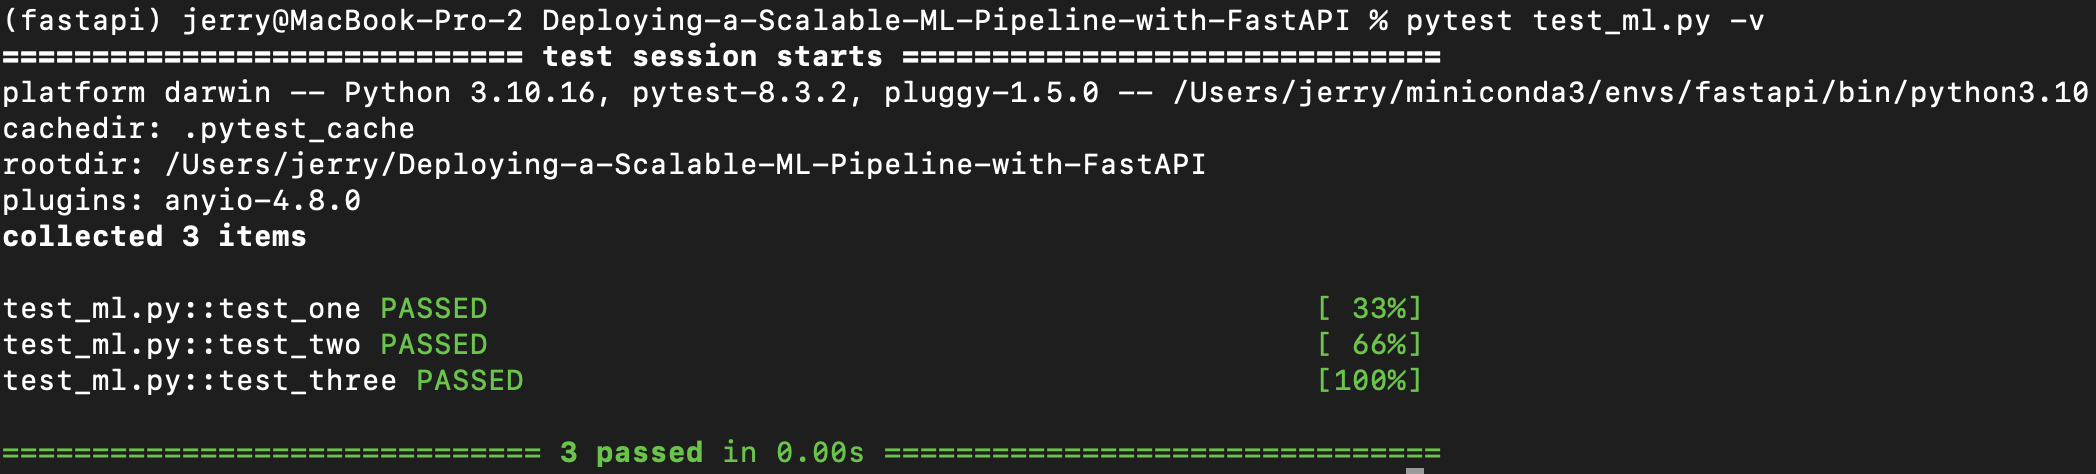 (fastapi) jerry@MacBook-Pro-2 Deploying-a-Scalable-ML-Pipeline-with-FastAPI % pytest test_ml.py -v
============================= test session starts ==============================
platform darwin -- Python 3.10.16, pytest-8.3.2, pluggy-1.5.0 -- /Users/jerry/miniconda3/envs/fastapi/bin/python3.10
cachedir: .pytest_cache
rootdir: /Users/jerry/Deploying-a-Scalable-ML-Pipeline-with-FastAPI
plugins: anyio-4.8.0
collected 3 items
test_ml.py::test_one PASSED [ 33%]
test_ml.py::test_two PASSED [ 66%]
test_ml.py::test_three PASSED [100%]
============================== 3 passed in 0.00s ===============================